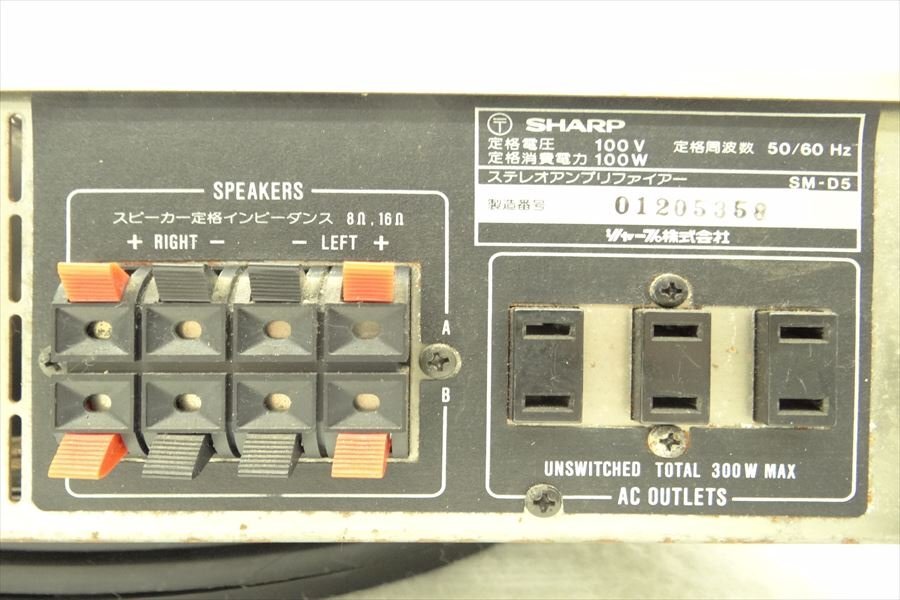 〒 SHARP
定格電圧 100V 定格周波数 50/60 Hz
定格消費電力 100W
ステレオアンプリファイアー SM-D5
製造番号 01205358
シャープ株式会社
SPEAKERS
スピーカー定格インピーダンス 8Ω,16Ω
+ RIGHT − − LEFT +
A
B
UNSWITCHED TOTAL 300W MAX
AC OUTLETS